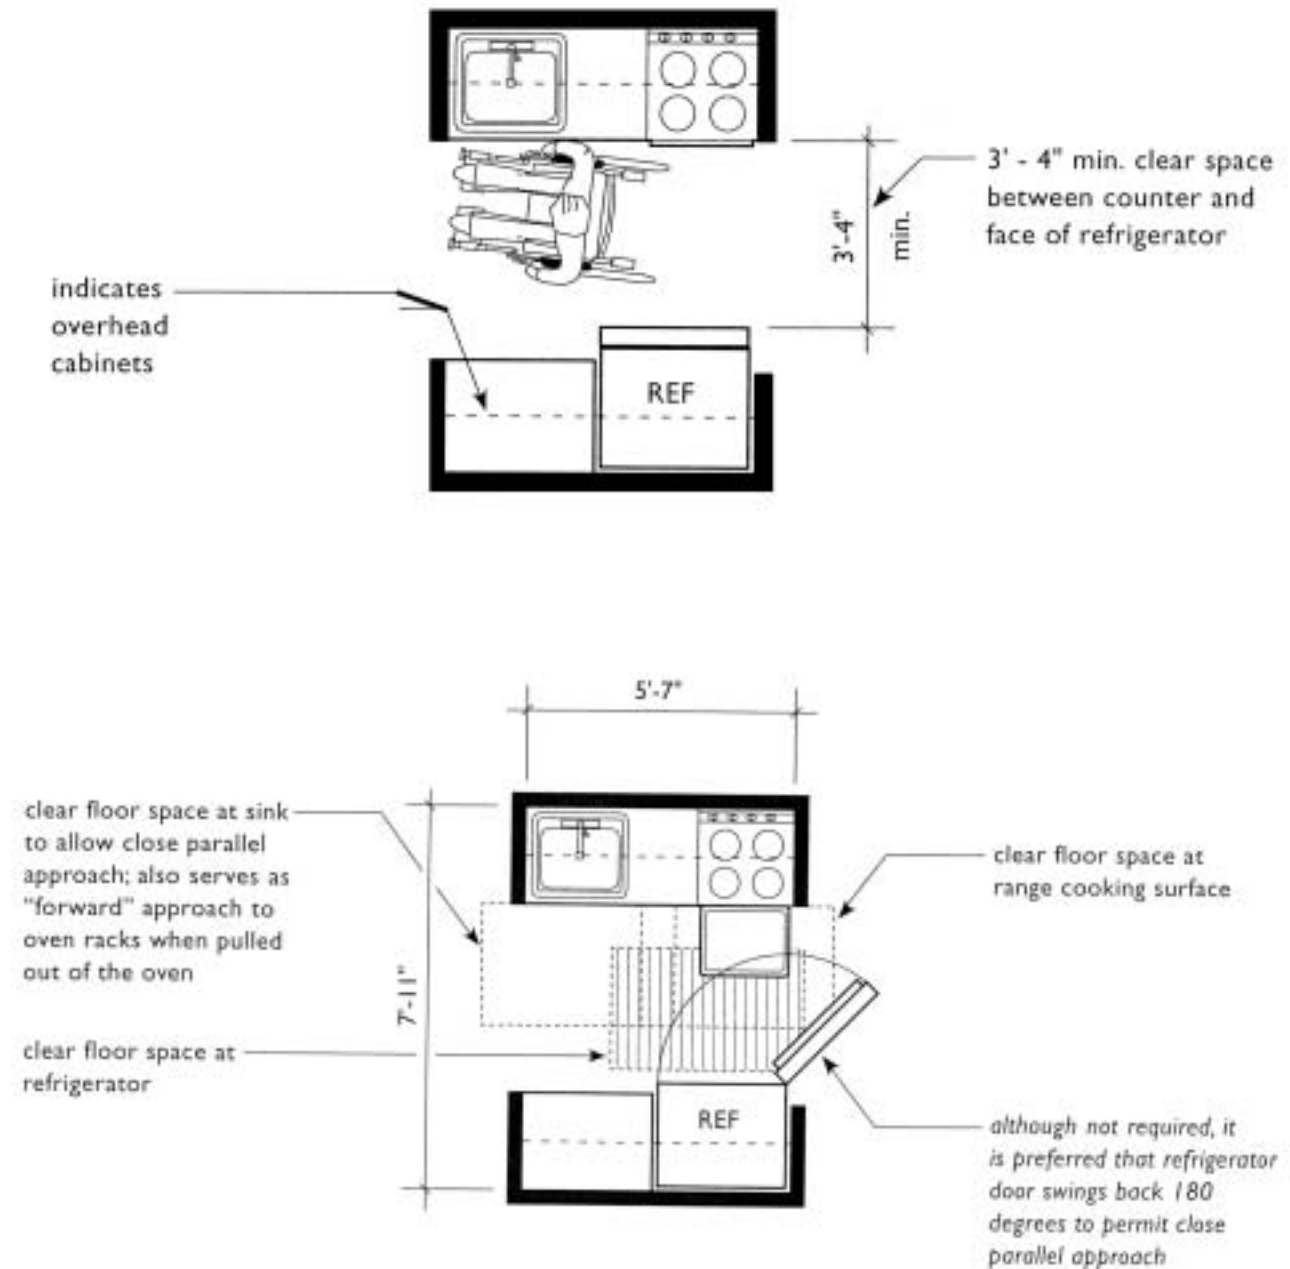 3' - 4" min. clear space
between counter and
face of refrigerator
3'-4"
min.
indicates
overhead
cabinets
REF
5'-7"
clear floor space at sink
to allow close parallel
approach; also serves as
"forward" approach to
oven racks when pulled
out of the oven
7'-11"
clear floor space at
range cooking surface
clear floor space at
refrigerator
REF
although not required, it
is preferred that refrigerator
door swings back 180
degrees to permit close
parallel approach